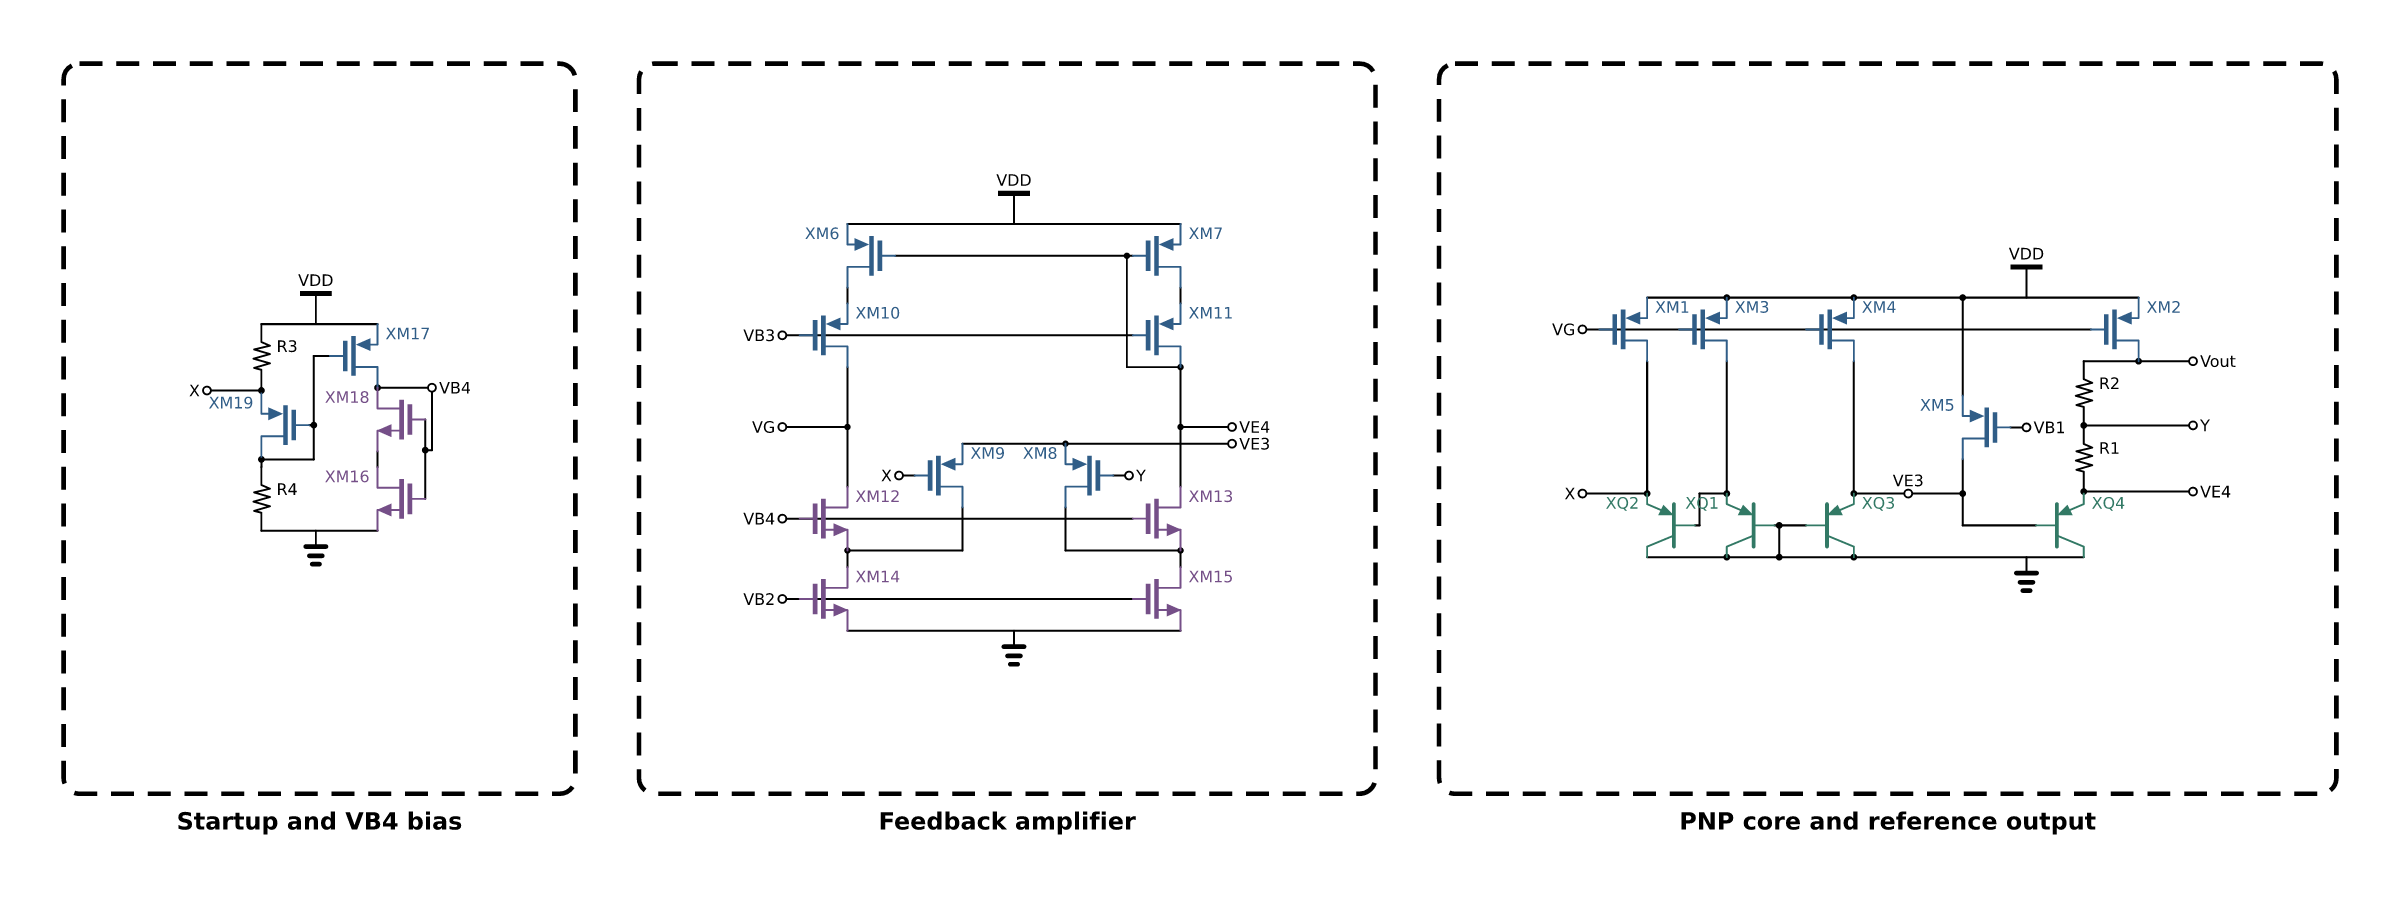 VDD
R3
XM17
X
XM19
XM18
VB4
XM16
R4
Startup and VB4 bias
VDD
XM6
XM7
XM10
XM11
VB3
VG
VE4
VE3
XM9
XM8
X
Y
XM12
XM13
VB4
XM14
XM15
VB2
Feedback amplifier
VDD
XM1
XM3
XM4
XM2
VG
Vout
R2
XM5
VB1
Y
R1
VE3
X
VE4
XQ2
XQ1
XQ3
XQ4
PNP core and reference output